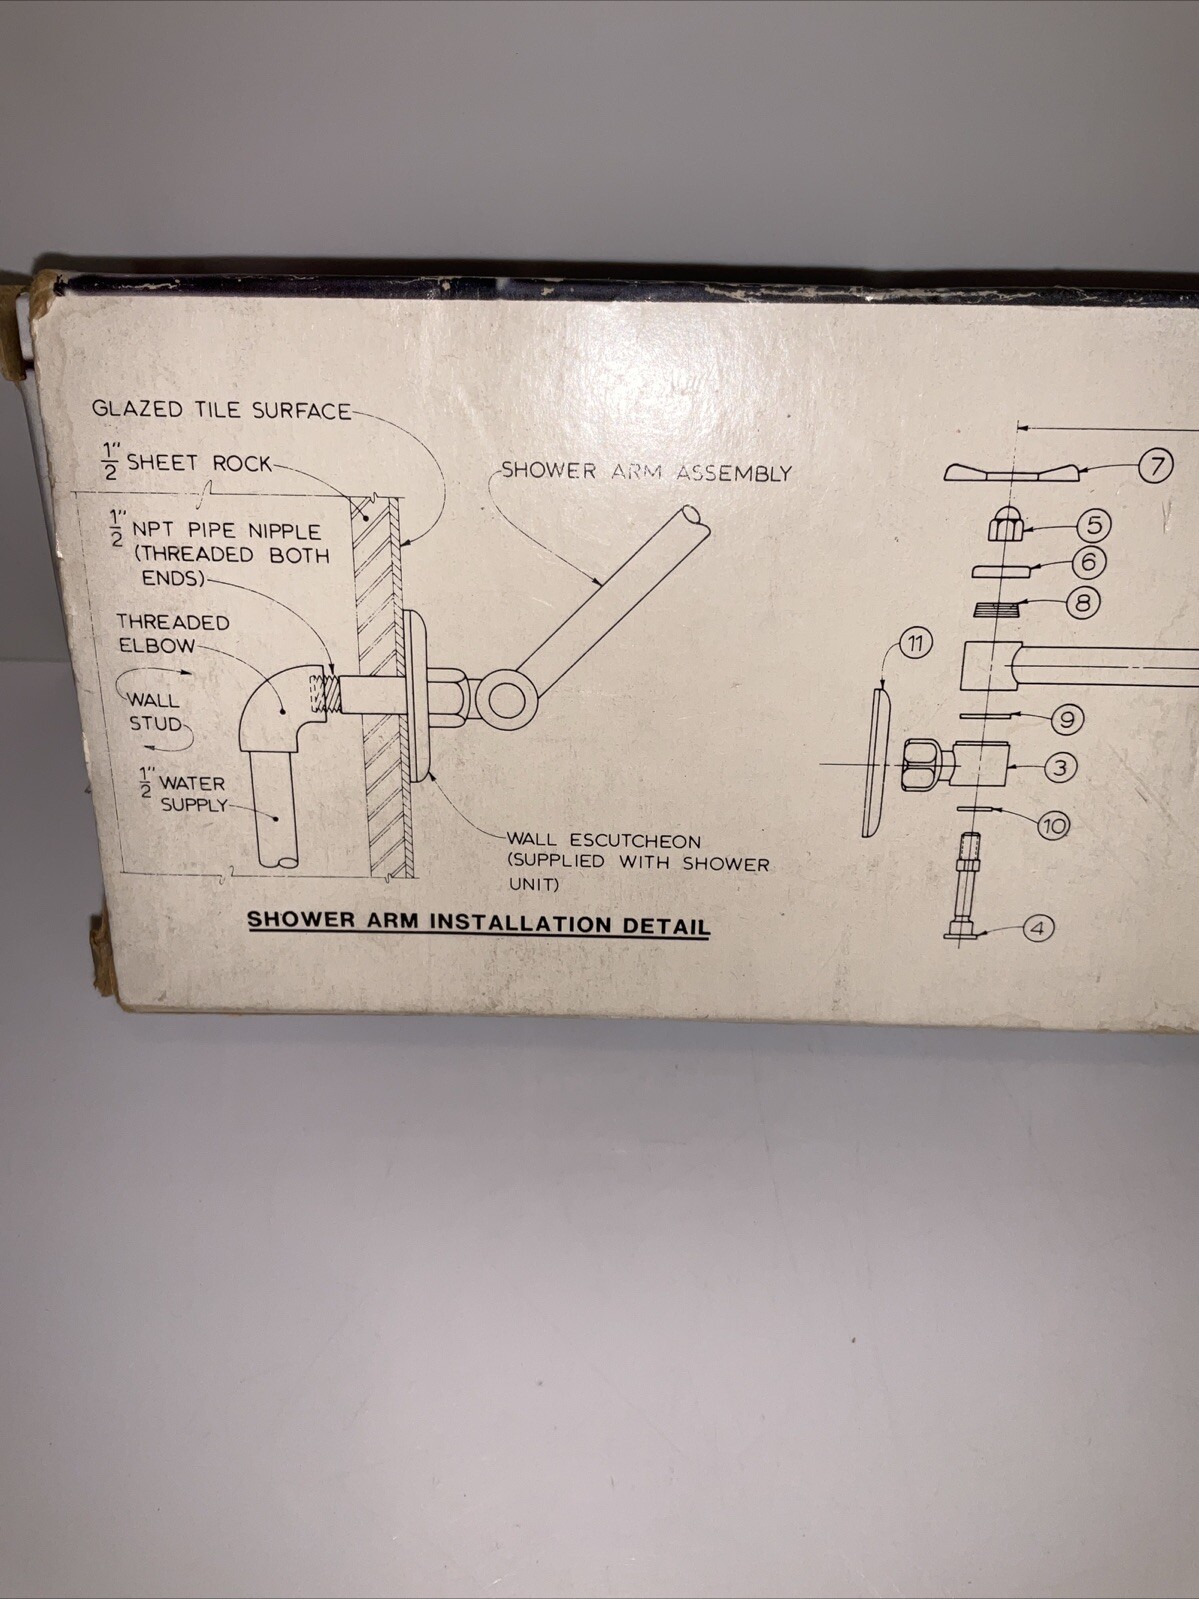 GLAZED TILE SURFACE
1/2" SHEET ROCK
1/2" NPT PIPE NIPPLE
(THREADED BOTH
ENDS)
THREADED
ELBOW
WALL
STUD
1/2" WATER
SUPPLY
SHOWER ARM ASSEMBLY
WALL ESCUTCHEON
(SUPPLIED WITH SHOWER
UNIT)
SHOWER ARM INSTALLATION DETAIL
7
5
6
8
11
9
3
10
4